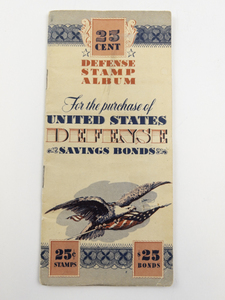 25
CENT
DEFENSE
STAMP
ALBUM
For the purchase of
UNITED STATES
DEFENSE
SAVINGS BONDS
25¢ $25
STAMPS BONDS